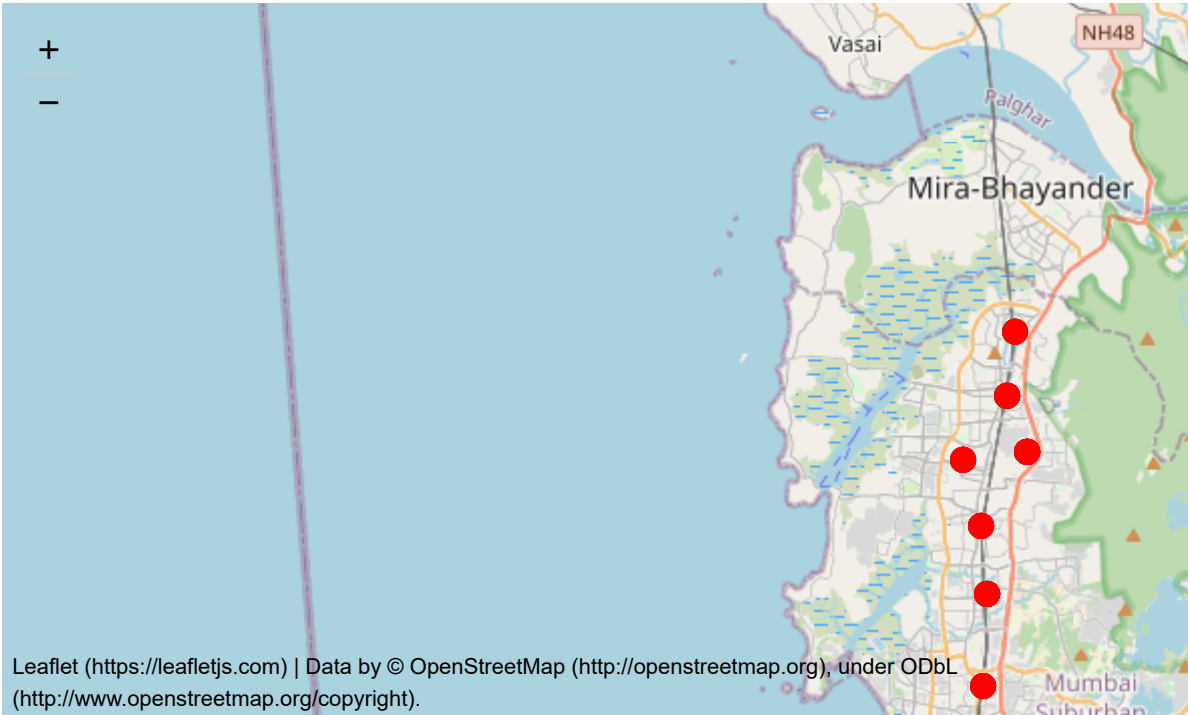 +
−
Vasai
NH48
Palghar
Mira-Bhayander
Leaflet (https://leafletjs.com) | Data by © OpenStreetMap (http://openstreetmap.org), under ODbL
(http://www.openstreetmap.org/copyright).
Mumbai
Suburban